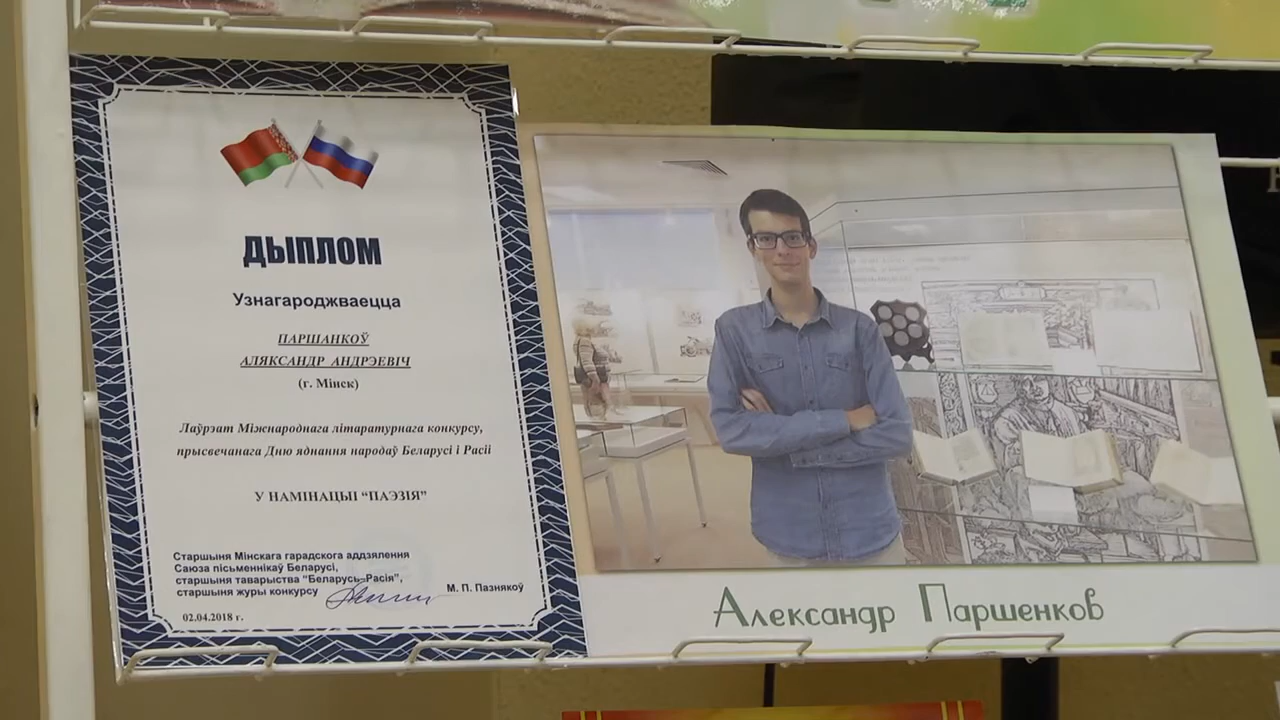 ДЫПЛОМ
Узнагароджваецца
ПАРШАНКОЎ
АЛЯКСАНДР АНДРЭЕВІЧ
(г. Мінск)
Лаўрэат Міжнароднага літаратурнага конкурсу,
прысвечанага Дню яднання народаў Беларусі і Расіі
У НАМІНАЦЫІ “ПАЭЗІЯ”
Старшыня Мінскага гарадскога аддзялення
Саюза пісьменнікаў Беларусі,
старшыня таварыства “Беларусь–Расія”,
старшыня журы конкурсу М. П. Пазнякоў
02.04.2018 г.
Александр Паршенков